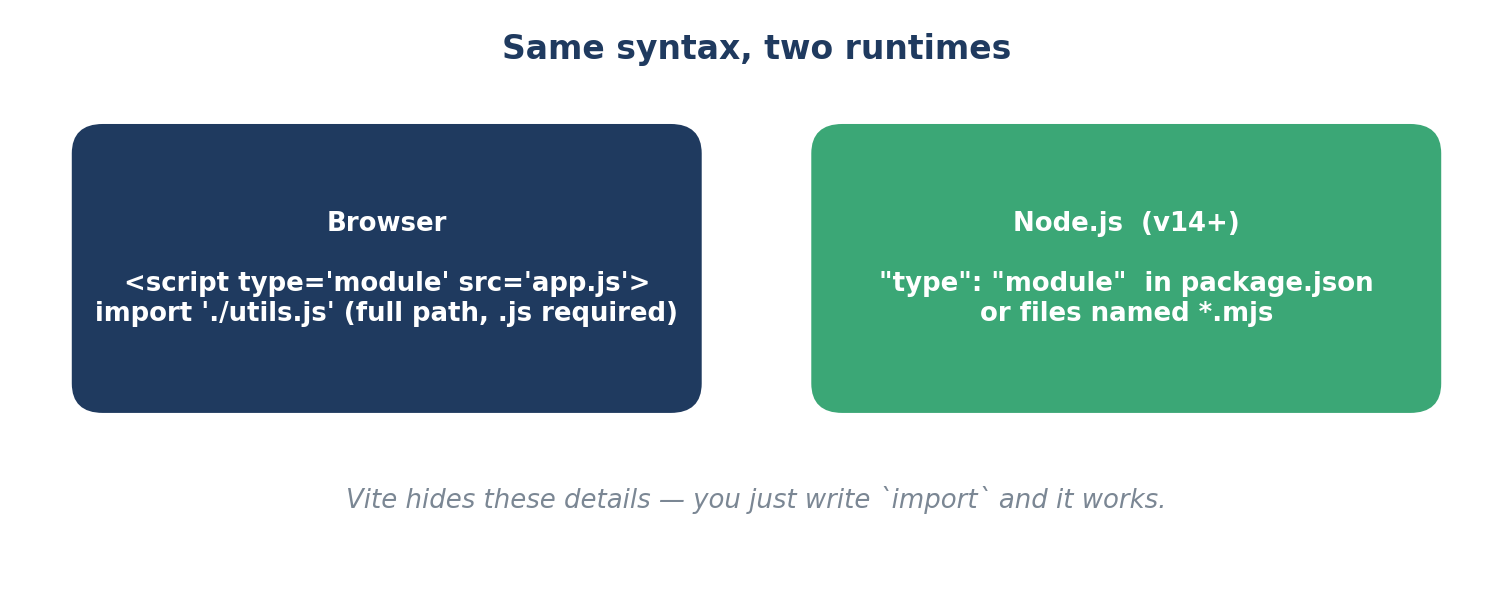 Same syntax, two runtimes
Browser
<script type='module' src='app.js'>
import './utils.js' (full path, .js required)
Node.js  (v14+)
"type": "module"  in package.json
or files named *.mjs
Vite hides these details — you just write `import` and it works.